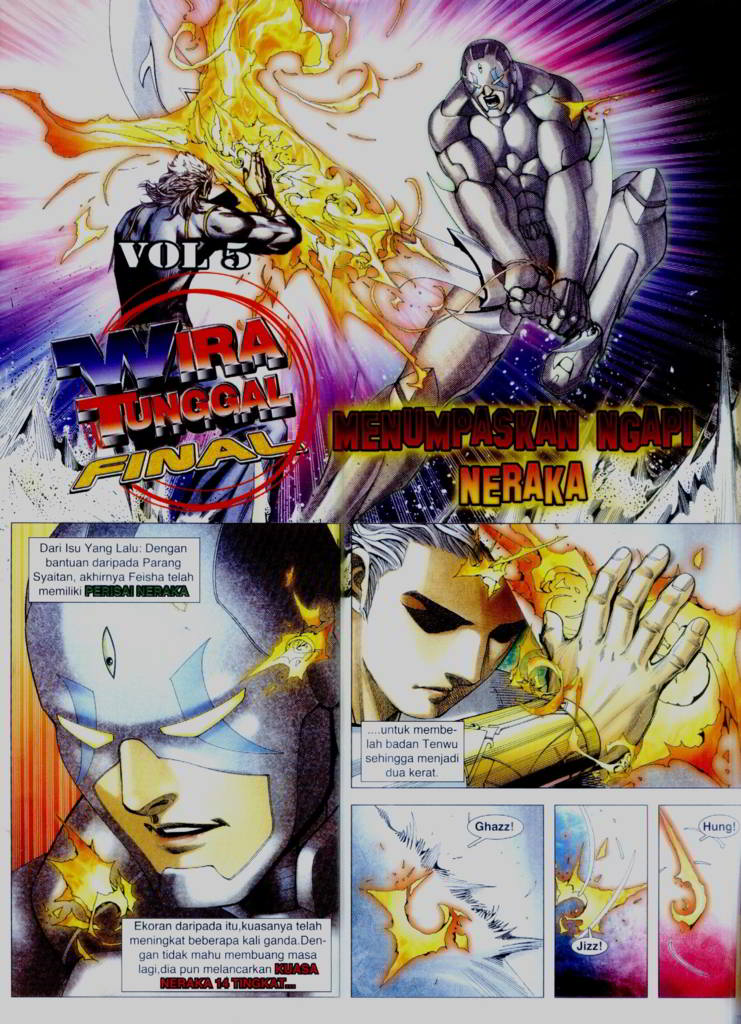 VOL 5
WIRA
TUNGGAL
FINAL
MENUMPASKAN NGAPI
NERAKA
Dari Isu Yang Lalu: Dengan
bantuan daripada Parang
Syaitan, akhirnya Feisha telah
memiliki PERISAI NERAKA
....untuk membe-
lah badan Tenwu
sehingga menjadi
dua kerat.
Ghazz!
Jizz!
Hung!
Ekoran daripada itu,kuasanya telah
meningkat beberapa kali ganda.Den-
gan tidak mahu membuang masa
lagi,dia pun melancarkan KUASA
NERAKA 14 TINGKAT...